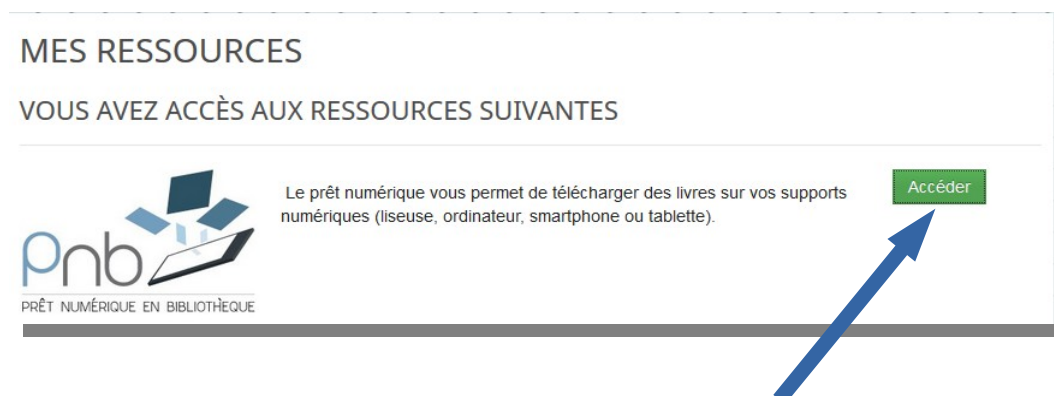 MES RESSOURCES
VOUS AVEZ ACCÈS AUX RESSOURCES SUIVANTES
Le prêt numérique vous permet de télécharger des livres sur vos supports
numériques (liseuse, ordinateur, smartphone ou tablette).
Accéder
pnb
PRÊT NUMÉRIQUE EN BIBLIOTHEQUE